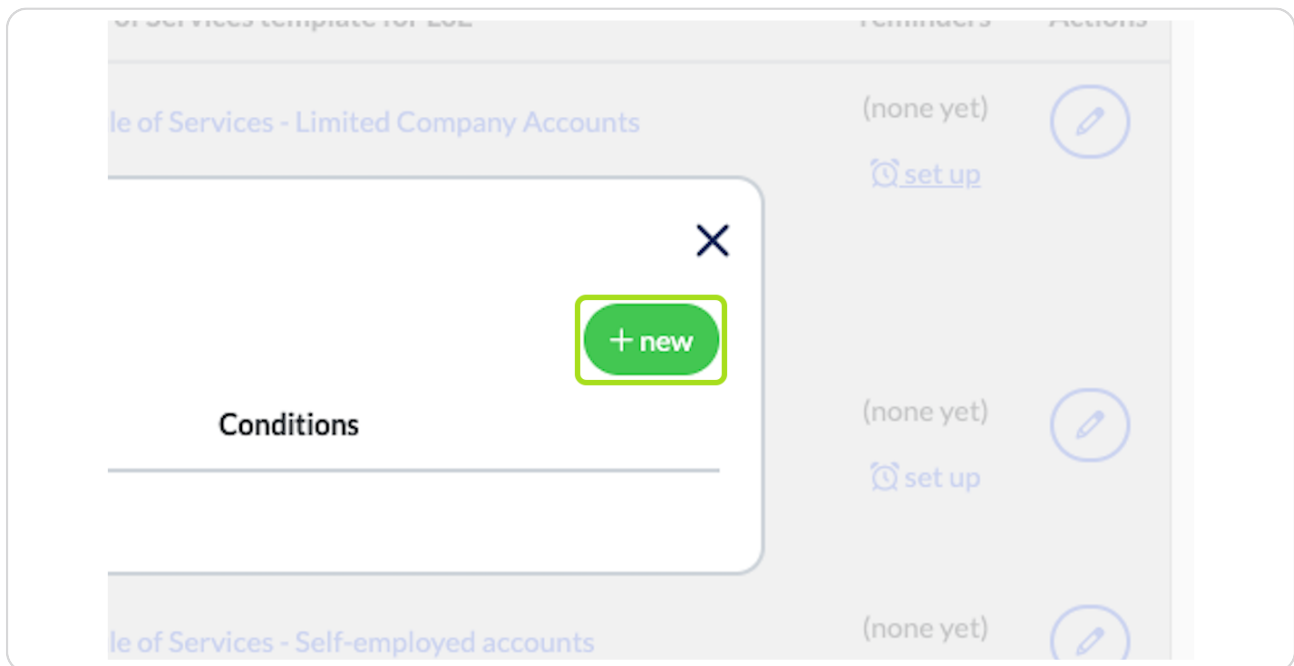 of Services template for LoE
reminders
Actions
le of Services - Limited Company Accounts
(none yet)
set up
+ new
Conditions
(none yet)
set up
le of Services - Self-employed accounts
(none yet)